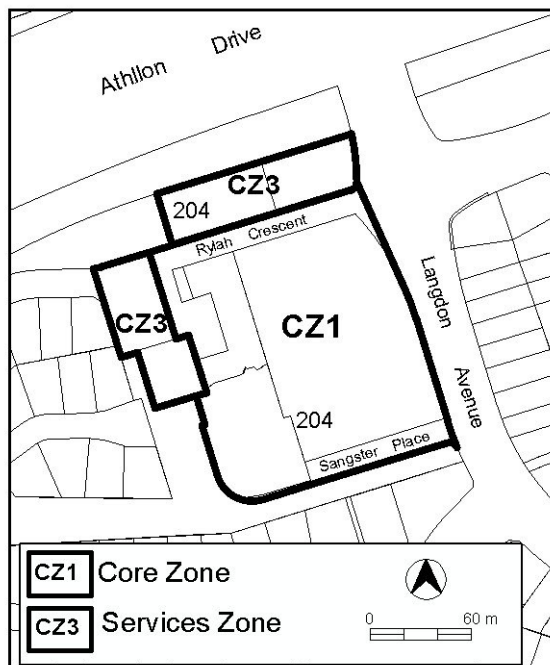 Athllon Drive
CZ3
204
Rylah Crescent
CZ3
CZ1
Langdon Avenue
204
Sangster Place
CZ1 Core Zone
CZ3 Services Zone
0 60 m